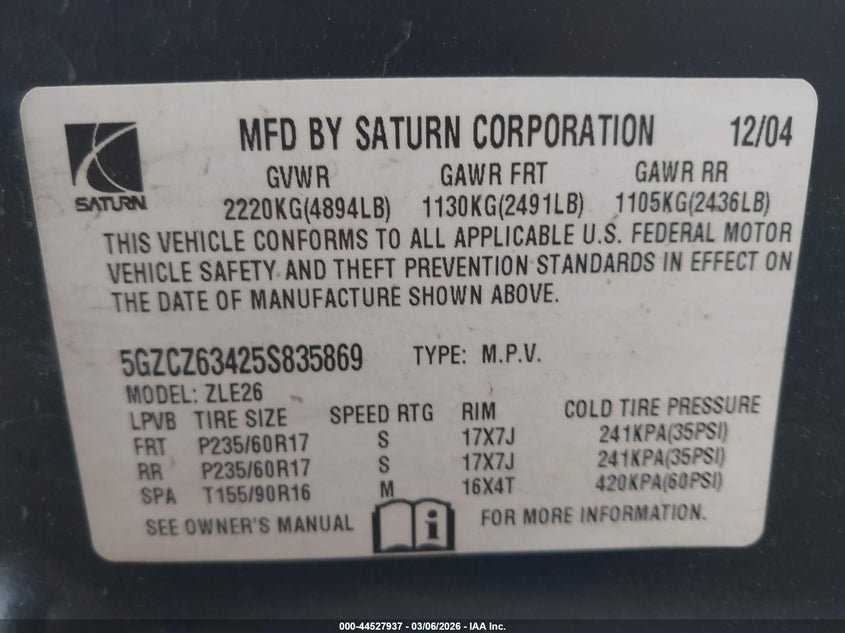 MFD BY SATURN CORPORATION 12/04
SATURN
GVWR GAWR FRT GAWR RR
2220KG(4894LB) 1130KG(2491LB) 1105KG(2436LB)
THIS VEHICLE CONFORMS TO ALL APPLICABLE U.S. FEDERAL MOTOR
VEHICLE SAFETY AND THEFT PREVENTION STANDARDS IN EFFECT ON
THE DATE OF MANUFACTURE SHOWN ABOVE.
5GZCZ63425S835869 TYPE: M.P.V.
MODEL: ZLE26
LPVB TIRE SIZE SPEED RTG RIM COLD TIRE PRESSURE
FRT P235/60R17 S 17X7J 241KPA(35PSI)
RR P235/60R17 S 17X7J 241KPA(35PSI)
SPA T155/90R16 M 16X4T 420KPA(60PSI)
SEE OWNER'S MANUAL i FOR MORE INFORMATION.
000-44527937 - 03/06/2026 - IAA Inc.